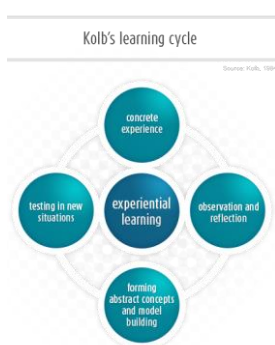 Kolb's learning cycle
Source: Kolb, 198
concrete
experience
testing in new
situations
experiential
learning
observation and
reflection
forming
abstract concepts
and model
building